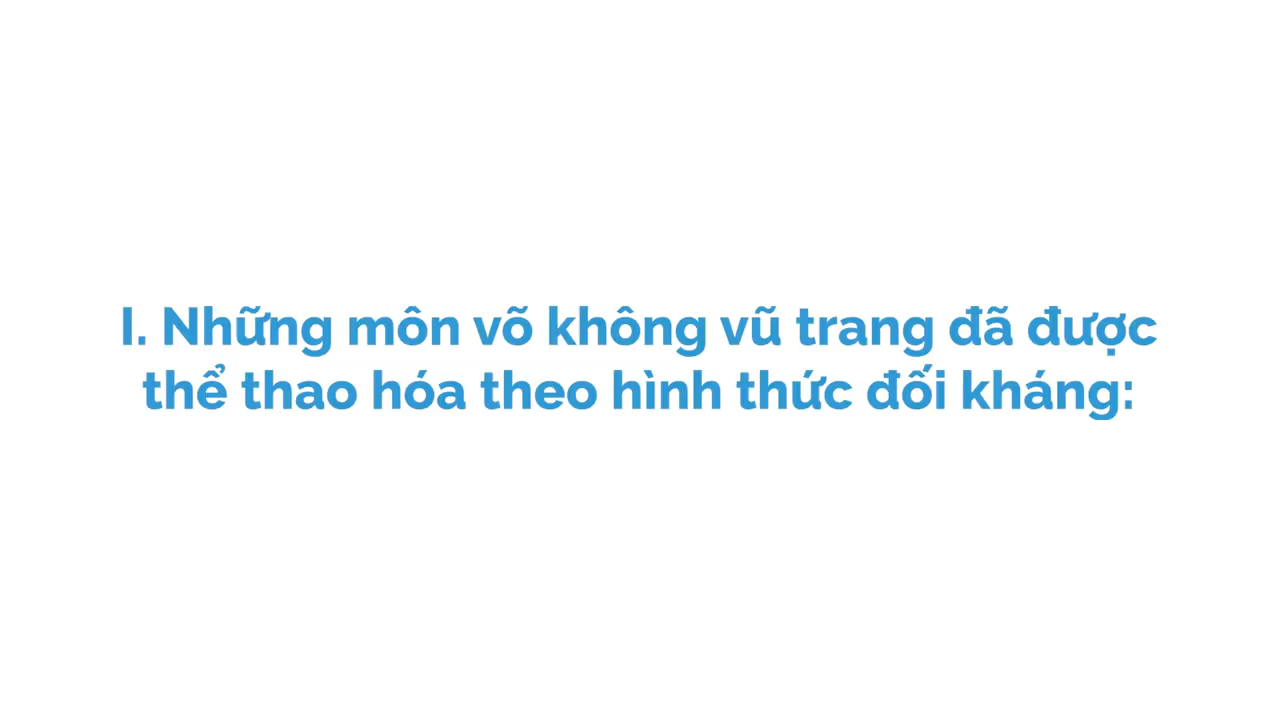 I. Những môn võ không vũ trang đã được
thể thao hóa theo hình thức đối kháng: